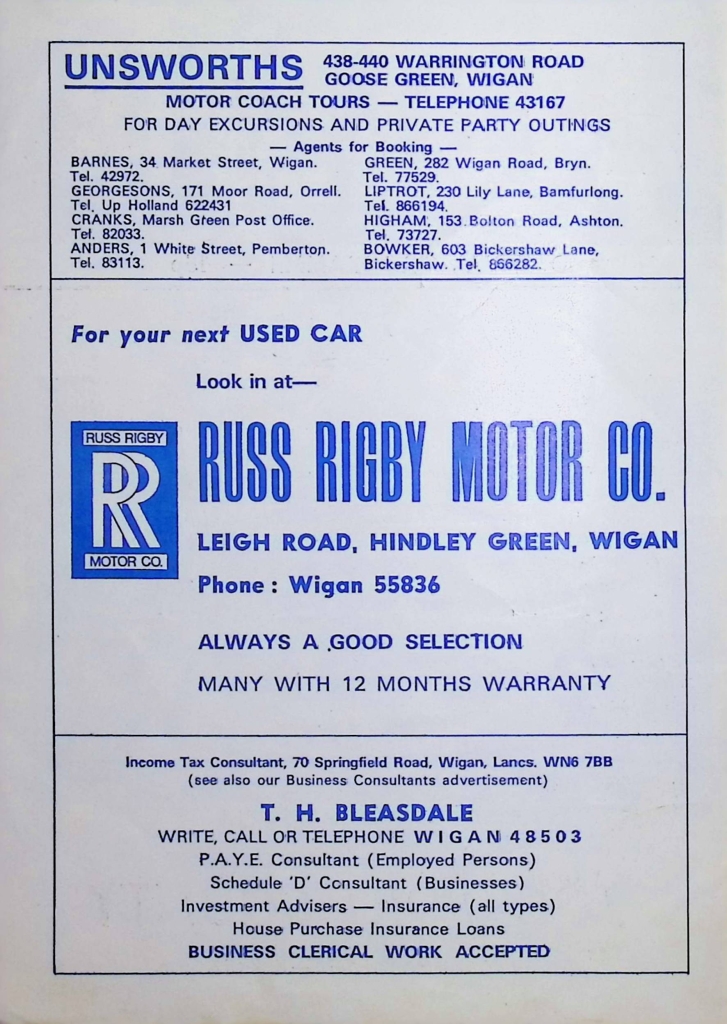 UNSWORTHS 438-440 WARRINGTON ROAD
GOOSE GREEN, WIGAN
MOTOR COACH TOURS — TELEPHONE 43167
FOR DAY EXCURSIONS AND PRIVATE PARTY OUTINGS
— Agents for Booking —
BARNES, 34 Market Street, Wigan.
Tel. 42972.
GEORGESONS, 171 Moor Road, Orrell.
Tel. Up Holland 622431
CRANKS, Marsh Green Post Office.
Tel. 82033.
ANDERS, 1 White Street, Pemberton.
Tel. 83113.
GREEN, 282 Wigan Road, Bryn.
Tel. 77529.
LIPTROT, 230 Lily Lane, Bamfurlong.
Tel. 866194.
HIGHAM, 153 Bolton Road, Ashton.
Tel. 73727.
BOWKER, 603 Bickershaw Lane,
Bickershaw. Tel. 866282.
For your next USED CAR
Look in at—
RUSS RIGBY
RR
MOTOR CO.
RUSS RIGBY MOTOR CO.
LEIGH ROAD, HINDLEY GREEN, WIGAN
Phone : Wigan 55836
ALWAYS A GOOD SELECTION
MANY WITH 12 MONTHS WARRANTY
Income Tax Consultant, 70 Springfield Road, Wigan, Lancs. WN6 7BB
(see also our Business Consultants advertisement)
T. H. BLEASDALE
WRITE, CALL OR TELEPHONE WIGAN 48503
P.A.Y.E. Consultant (Employed Persons)
Schedule 'D' Consultant (Businesses)
Investment Advisers — Insurance (all types)
House Purchase Insurance Loans
BUSINESS CLERICAL WORK ACCEPTED